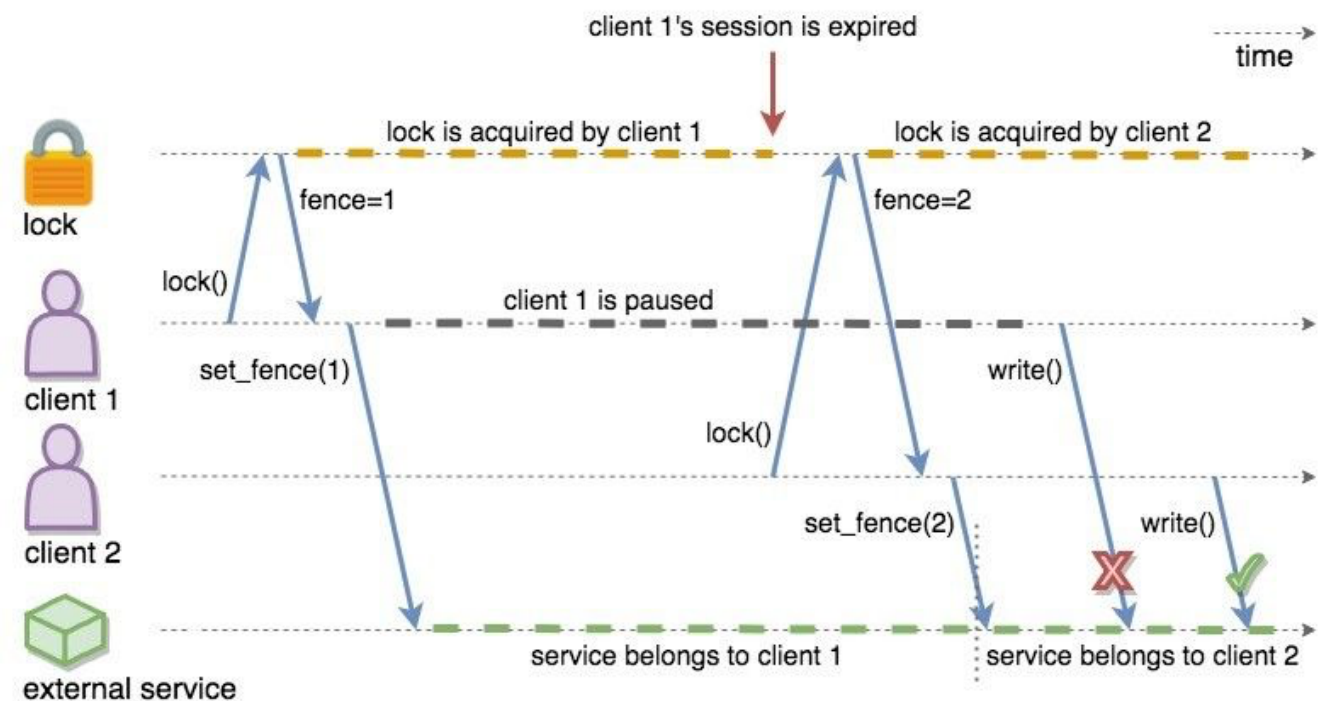 client 1's session is expired
time
lock is acquired by client 1
lock is acquired by client 2
fence=1
fence=2
lock
lock()
client 1 is paused
set_fence(1)
write()
client 1
lock()
set_fence(2)
write()
client 2
service belongs to client 1
service belongs to client 2
external service